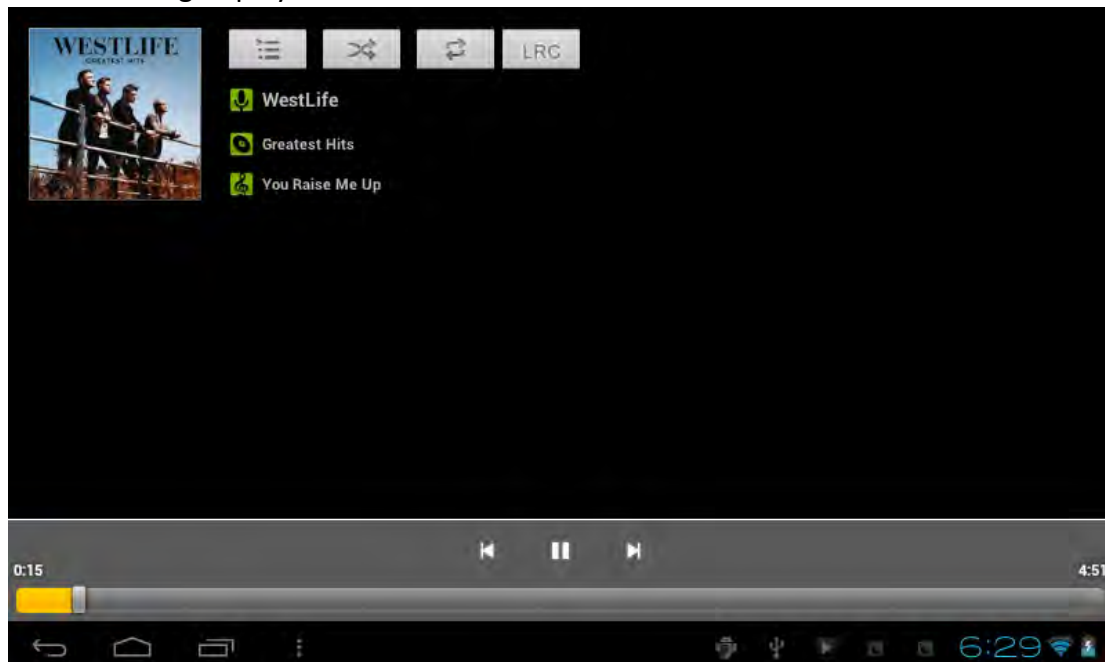 WESTLIFE
GREATEST HITS
LRC
WestLife
Greatest Hits
You Raise Me Up
0:15
4:51
6:29